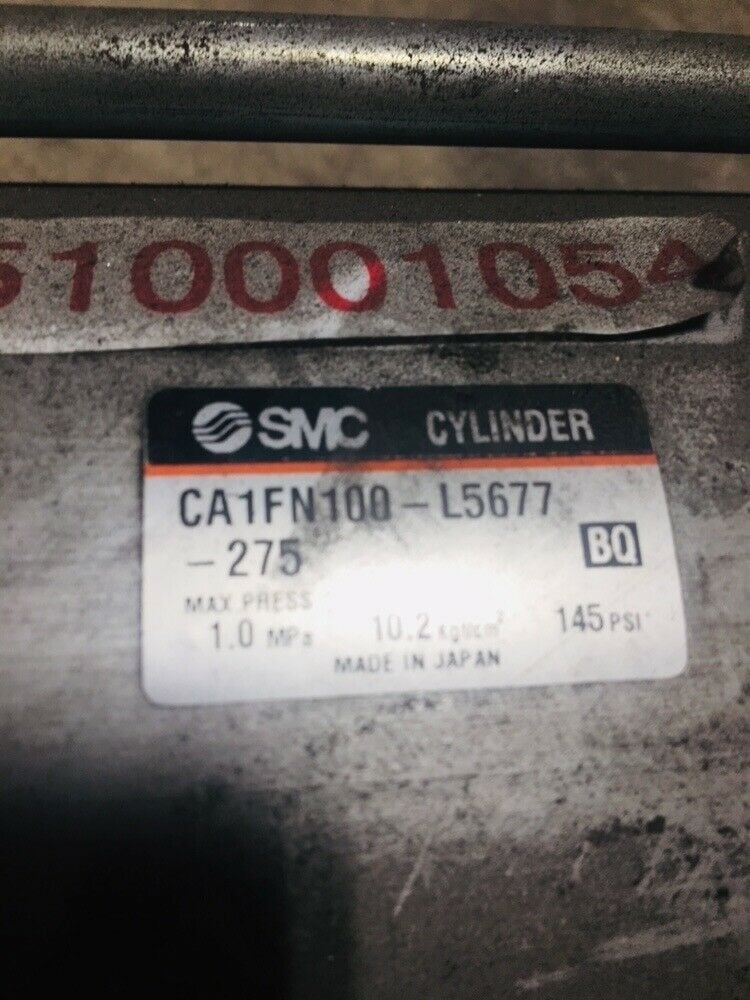 51000105A
SMC CYLINDER
CA1FN100-L5677
-275
BQ
MAX PRESS
1.0 MPa 10.2 Kgf/cm² 145 PSI
MADE IN JAPAN